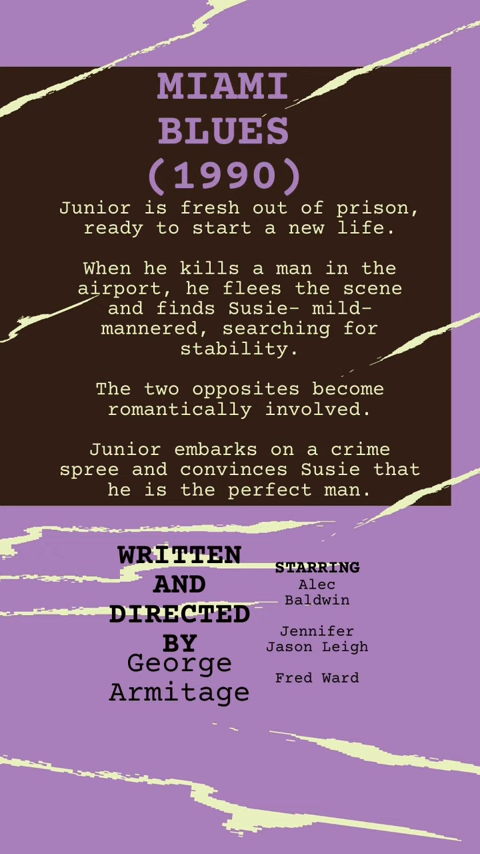 MIAMI
BLUES
(1990)
Junior is fresh out of prison,
ready to start a new life.
When he kills a man in the
airport, he flees the scene
and finds Susie- mild-
mannered, searching for
stability.
The two opposites become
romantically involved.
Junior embarks on a crime
spree and convinces Susie that
he is the perfect man.
WRITTEN
AND
DIRECTED
BY
George
Armitage
STARRING
Alec
Baldwin
Jennifer
Jason Leigh
Fred Ward